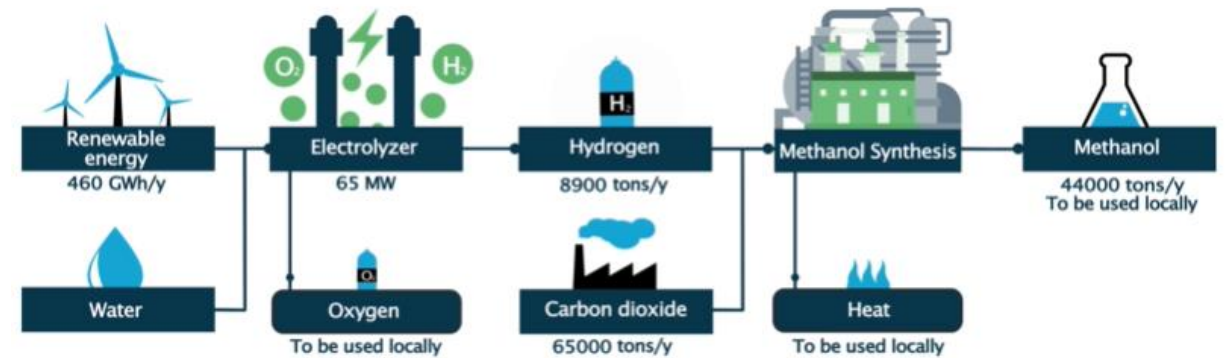 O2
H2
H2
Renewable
energy
460 GWh/y
Electrolyzer
65 MW
Hydrogen
8900 tons/y
Methanol Synthesis
Methanol
44000 tons/y
To be used locally
Water
O2
Oxygen
To be used locally
Carbon dioxide
65000 tons/y
Heat
To be used locally